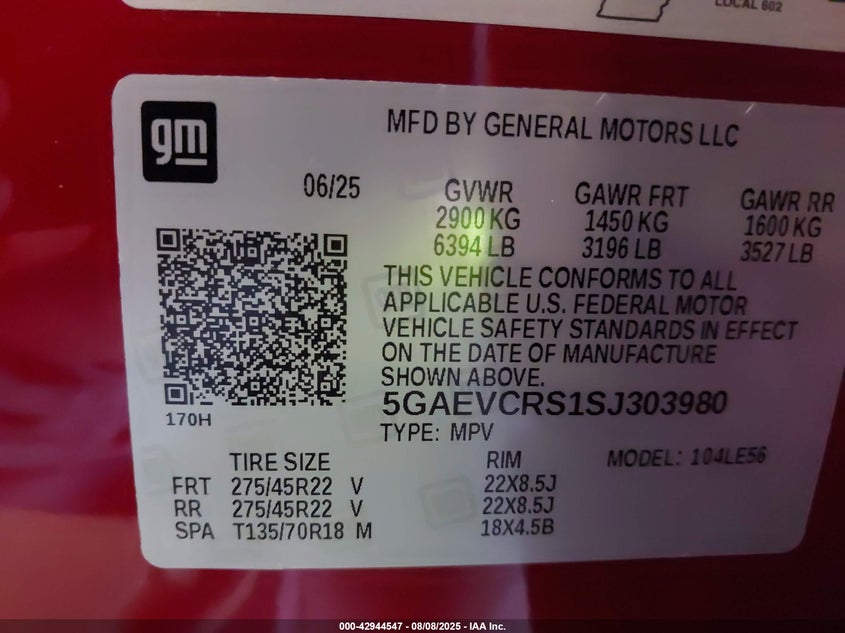 LOCAL 602
gm
MFD BY GENERAL MOTORS LLC
06/25
GVWR GAWR FRT GAWR RR
2900 KG 1450 KG 1600 KG
6394 LB 3196 LB 3527 LB
THIS VEHICLE CONFORMS TO ALL
APPLICABLE U.S. FEDERAL MOTOR
VEHICLE SAFETY STANDARDS IN EFFECT
ON THE DATE OF MANUFACTURE
SHOWN ABOVE.
5GAEVCRS1SJ303980
170H
TYPE: MPV
TIRE SIZE RIM MODEL: 104LE56
FRT 275/45R22 V 22X8.5J
RR 275/45R22 V 22X8.5J
SPA T135/70R18 M 18X4.5B
000-42944547 - 08/08/2025 - IAA Inc.